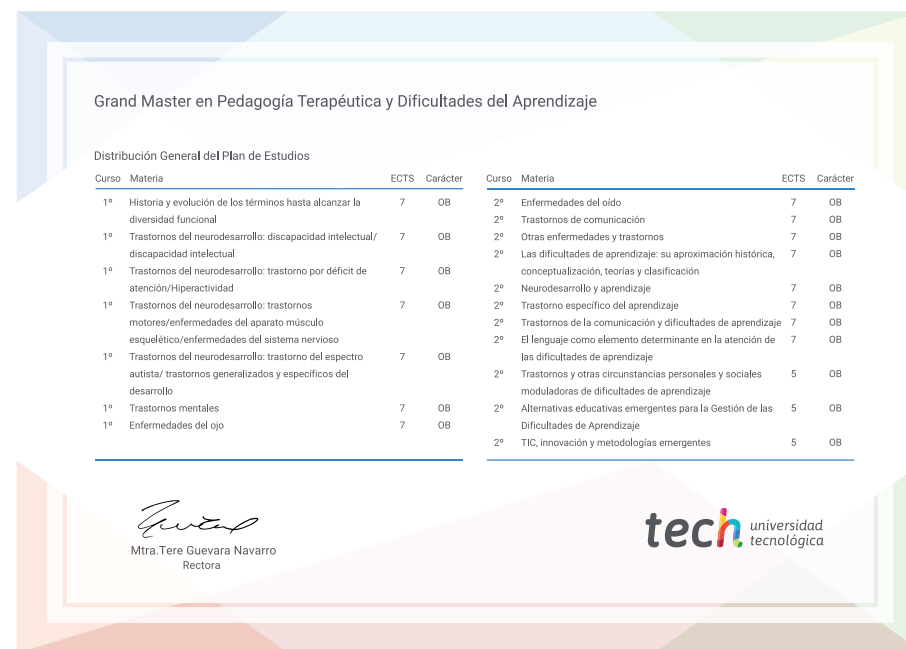 Grand Master en Pedagogía Terapéutica y Dificultades del Aprendizaje
Distribución General del Plan de Estudios
Curso Materia ECTS Carácter
1º Historia y evolución de los términos hasta alcanzar la 7 OB
diversidad funcional
1º Trastornos del neurodesarrollo: discapacidad intelectual/ 7 OB
discapacidad intelectual
1º Trastornos del neurodesarrollo: trastorno por déficit de 7 OB
atención/Hiperactividad
1º Trastornos del neurodesarrollo: trastornos 7 OB
motores/enfermedades del aparato músculo
esquelético/enfermedades del sistema nervioso
1º Trastornos del neurodesarrollo: trastorno del espectro 7 OB
autista/ trastornos generalizados y específicos del
desarrollo
1º Trastornos mentales 7 OB
1º Enfermedades del ojo 7 OB
Curso Materia ECTS Carácter
2º Enfermedades del oído 7 OB
2º Trastornos de comunicación 7 OB
2º Otras enfermedades y trastornos 7 OB
2º Las dificultades de aprendizaje: su aproximación histórica, 7 OB
conceptualización, teorías y clasificación
2º Neurodesarrollo y aprendizaje 7 OB
2º Trastorno específico del aprendizaje 7 OB
2º Trastornos de la comunicación y dificultades de aprendizaje 7 OB
2º El lenguaje como elemento determinante en la atención de 7 OB
las dificultades de aprendizaje
2º Trastornos y otras circunstancias personales y sociales 5 OB
moduladoras de dificultades de aprendizaje
2º Alternativas educativas emergentes para la Gestión de las 5 OB
Dificultades de Aprendizaje
2º TIC, innovación y metodologías emergentes 5 OB
Mtra.Tere Guevara Navarro
Rectora
tech universidad
tecnológica